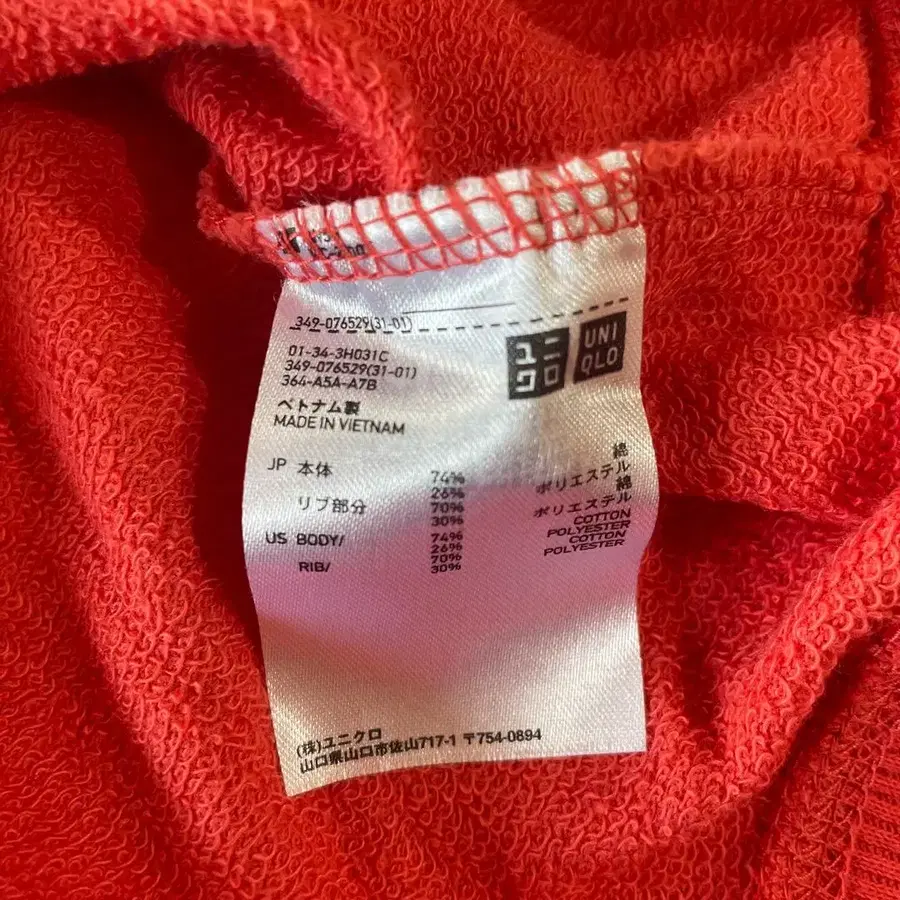 349-076529(31-01)
ユニ クロ
UNI QLO
01-34-3H031C
349-076529(31-01)
364-A5A-A7B
ベトナム製
MADE IN VIETNAM
JP 本体 74% 綿
26% ポリエステル
リブ部分 70% 綿
30% ポリエステル
US BODY/ 74% COTTON
26% POLYESTER
RIB/ 70% COTTON
30% POLYESTER
(株)ユニクロ
山口県山口市佐山717-1 〒754-0894